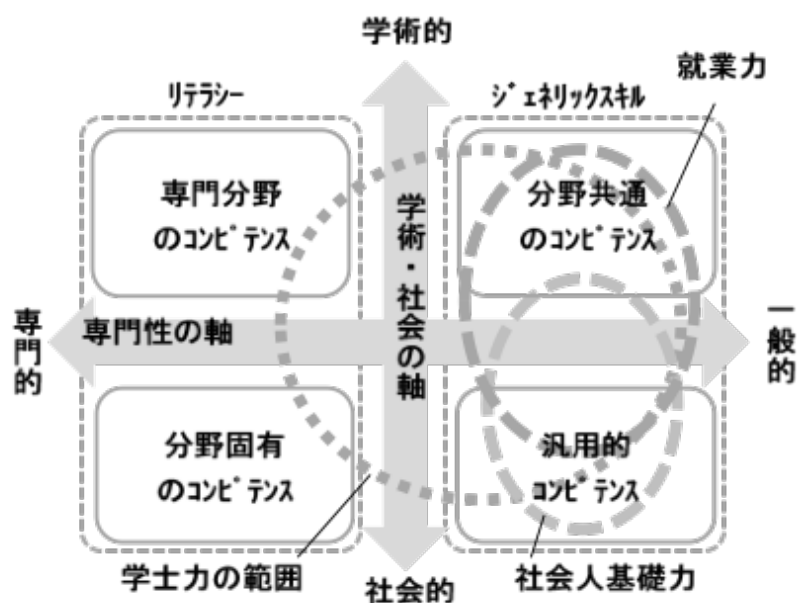 学術的
就業力
ﾘﾃﾗｼｰ
ｼﾞｪﾈﾘｯｸｽｷﾙ
専門分野
のｺﾝﾋﾟﾃﾝｽ
分野共通
のｺﾝﾋﾟﾃﾝｽ
学術・社会の軸
専門的
専門性の軸
一般的
分野固有
のｺﾝﾋﾟﾃﾝｽ
汎用的
ｺﾝﾋﾟﾃﾝｽ
学士力の範囲
社会的
社会人基礎力